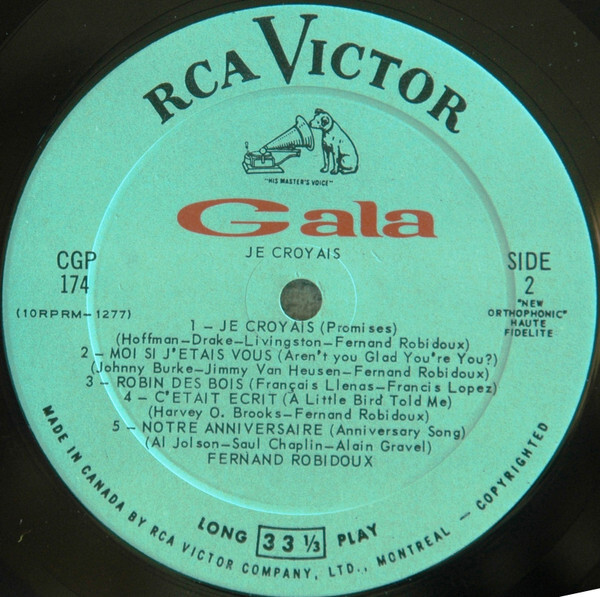 RCA VICTOR
"HIS MASTER'S VOICE"
Gala
JE CROYAIS
CGP
174
(10RPRM-1277)
SIDE
2
"NEW
ORTHOPHONIC"
HAUTE
FIDELITE
1 – JE CROYAIS (Promises)
(Hoffman–Drake–Livingston–Fernand Robidoux)
2 – MOI SI J"ETAIS VOUS (Aren't you Glad You"re You?)
(Johnny Burke–Jimmy Van Heusen–Fernand Robidoux)
3 – ROBIN DES BOIS (Français Llenas–Francis Lopez)
4 – C"ETAIT ECRIT (A Little Bird Told Me)
(Harvey O. Brooks–Fernand Robidoux)
5 – NOTRE ANNIVERSAIRE (Anniversary Song)
(Al Jolson–Saul Chaplin–Alain Gravel)
FERNAND ROBIDOUX
LONG 33 1/3 PLAY
MADE IN CANADA BY RCA VICTOR COMPANY, LTD., MONTREAL – COPYRIGHTED